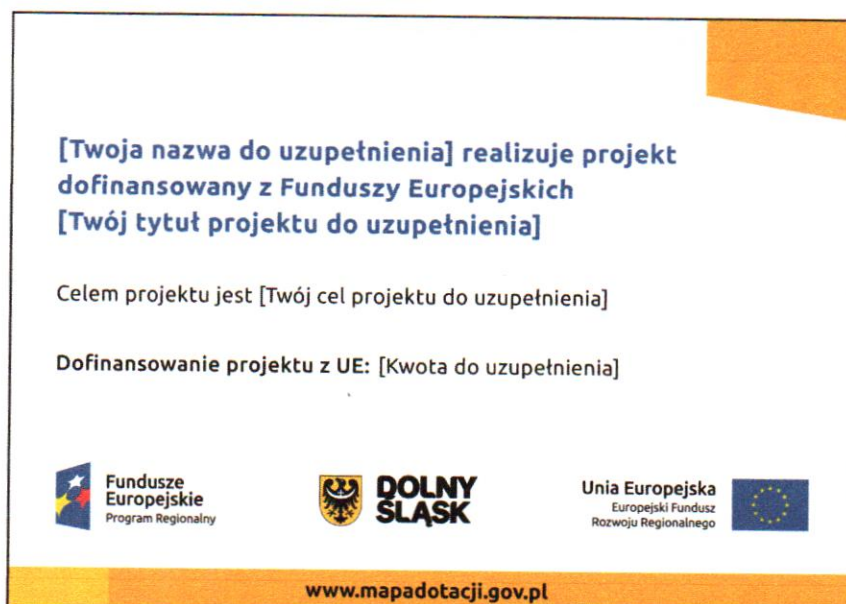 [Twoja nazwa do uzupełnienia] realizuje projekt
dofinansowany z Funduszy Europejskich
[Twój tytuł projektu do uzupełnienia]
Celem projektu jest [Twój cel projektu do uzupełnienia]
Dofinansowanie projektu z UE: [Kwota do uzupełnienia]
Fundusze
Europejskie
Program Regionalny
DOLNY
ŚLĄSK
Unia Europejska
Europejski Fundusz
Rozwoju Regionalnego
www.mapadotacji.gov.pl